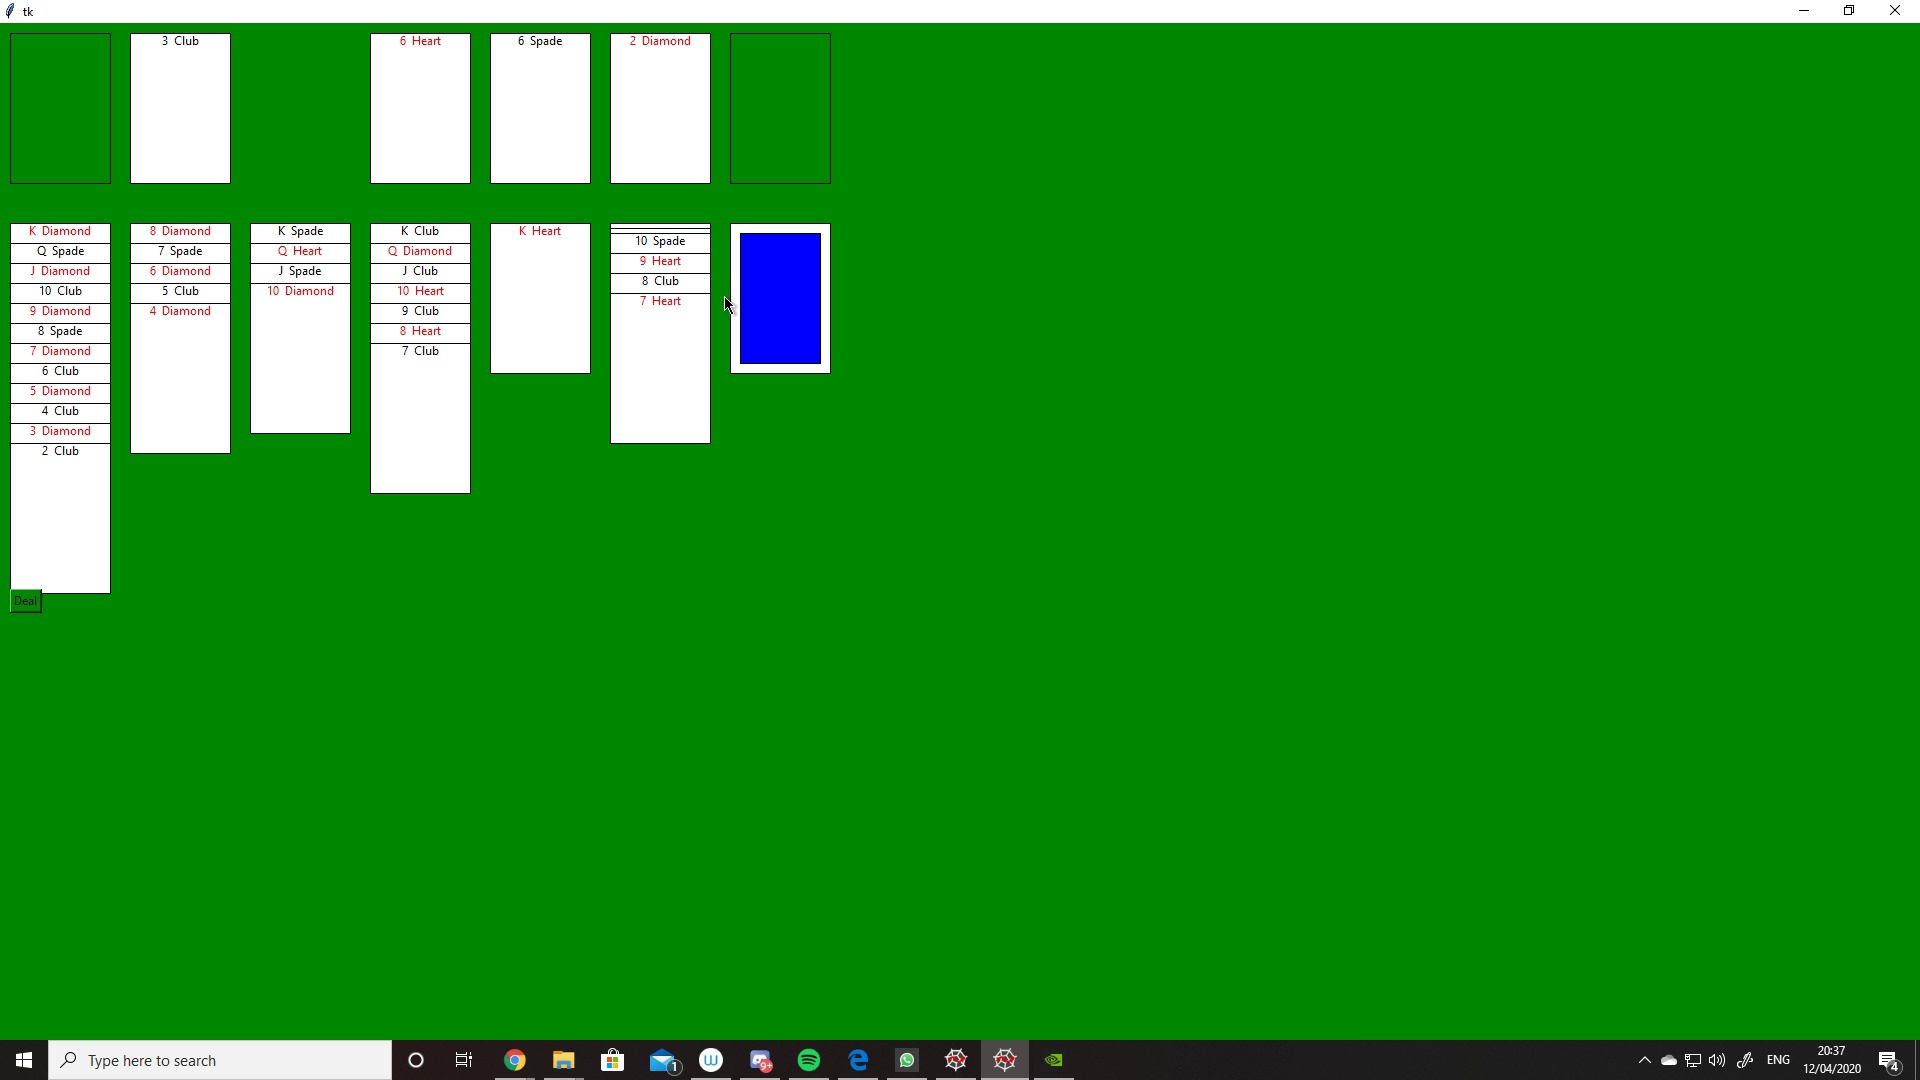 tk
3 Club
6 Heart
6 Spade
2 Diamond
K Diamond
Q Spade
J Diamond
10 Club
9 Diamond
8 Spade
7 Diamond
6 Club
5 Diamond
4 Club
3 Diamond
2 Club
8 Diamond
7 Spade
6 Diamond
5 Club
4 Diamond
K Spade
Q Heart
J Spade
10 Diamond
K Club
Q Diamond
J Club
10 Heart
9 Club
8 Heart
7 Club
K Heart
10 Spade
9 Heart
8 Club
7 Heart
Deal
Type here to search
1
W
9+
ENG
20:37
12/04/2020
4